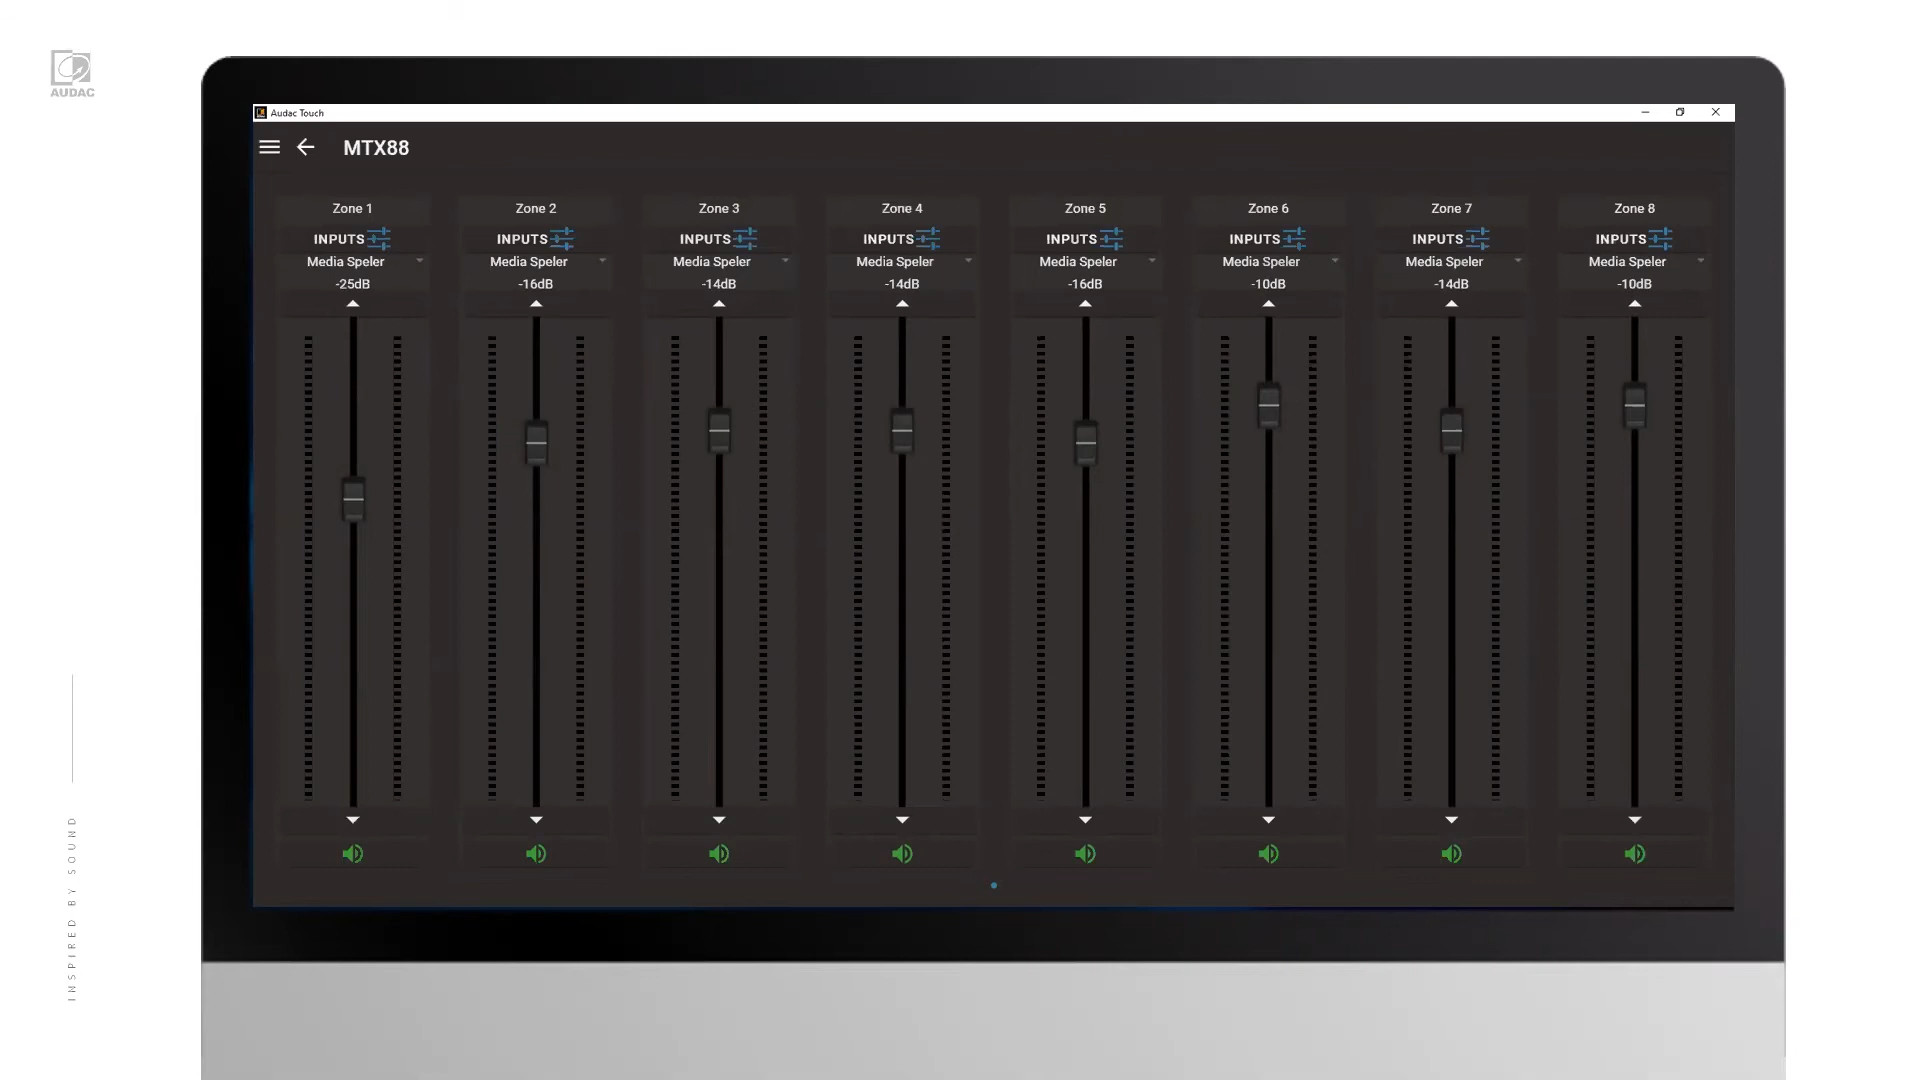 AUDAC
Audac Touch
MTX88
Zone 1
INPUTS
Media Speler
-25dB
Zone 2
INPUTS
Media Speler
-16dB
Zone 3
INPUTS
Media Speler
-14dB
Zone 4
INPUTS
Media Speler
-14dB
Zone 5
INPUTS
Media Speler
-16dB
Zone 6
INPUTS
Media Speler
-10dB
Zone 7
INPUTS
Media Speler
-14dB
Zone 8
INPUTS
Media Speler
-10dB
INSPIRED BY SOUND